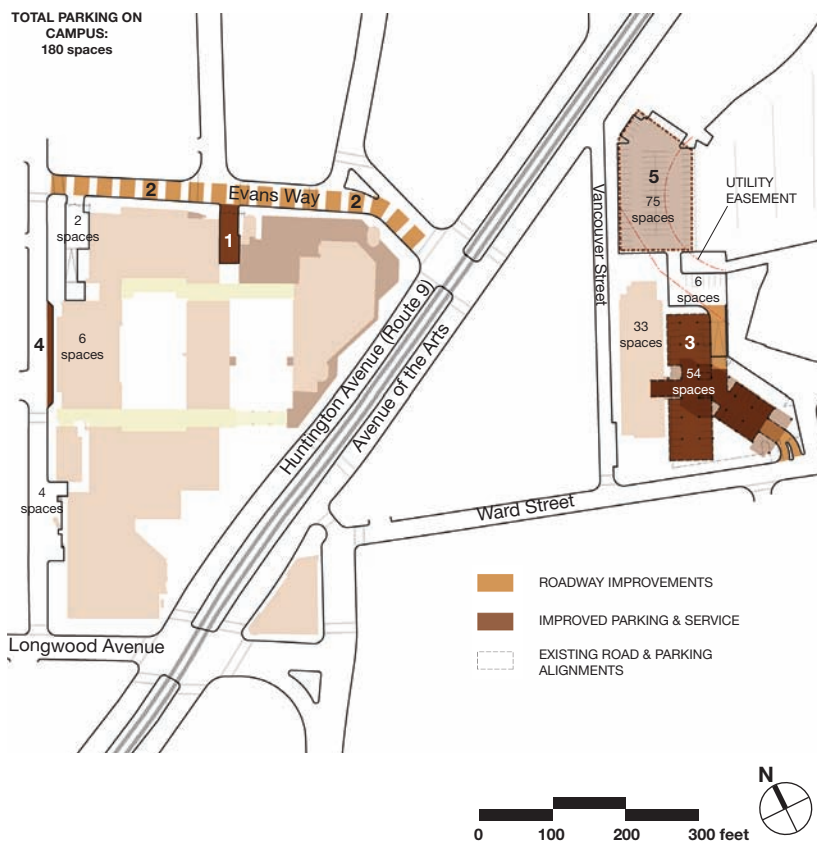 TOTAL PARKING ON
CAMPUS:
180 spaces
2
Evans Way
2
2
spaces
1
5
75
spaces
UTILITY
EASEMENT
Vancouver Street
6
spaces
4
6
spaces
33
spaces
3
54
spaces
Huntington Avenue (Route 9)
Avenue of the Arts
4
spaces
Ward Street
Longwood Avenue
ROADWAY IMPROVEMENTS
IMPROVED PARKING & SERVICE
EXISTING ROAD & PARKING
ALIGNMENTS
N
0 100 200 300 feet